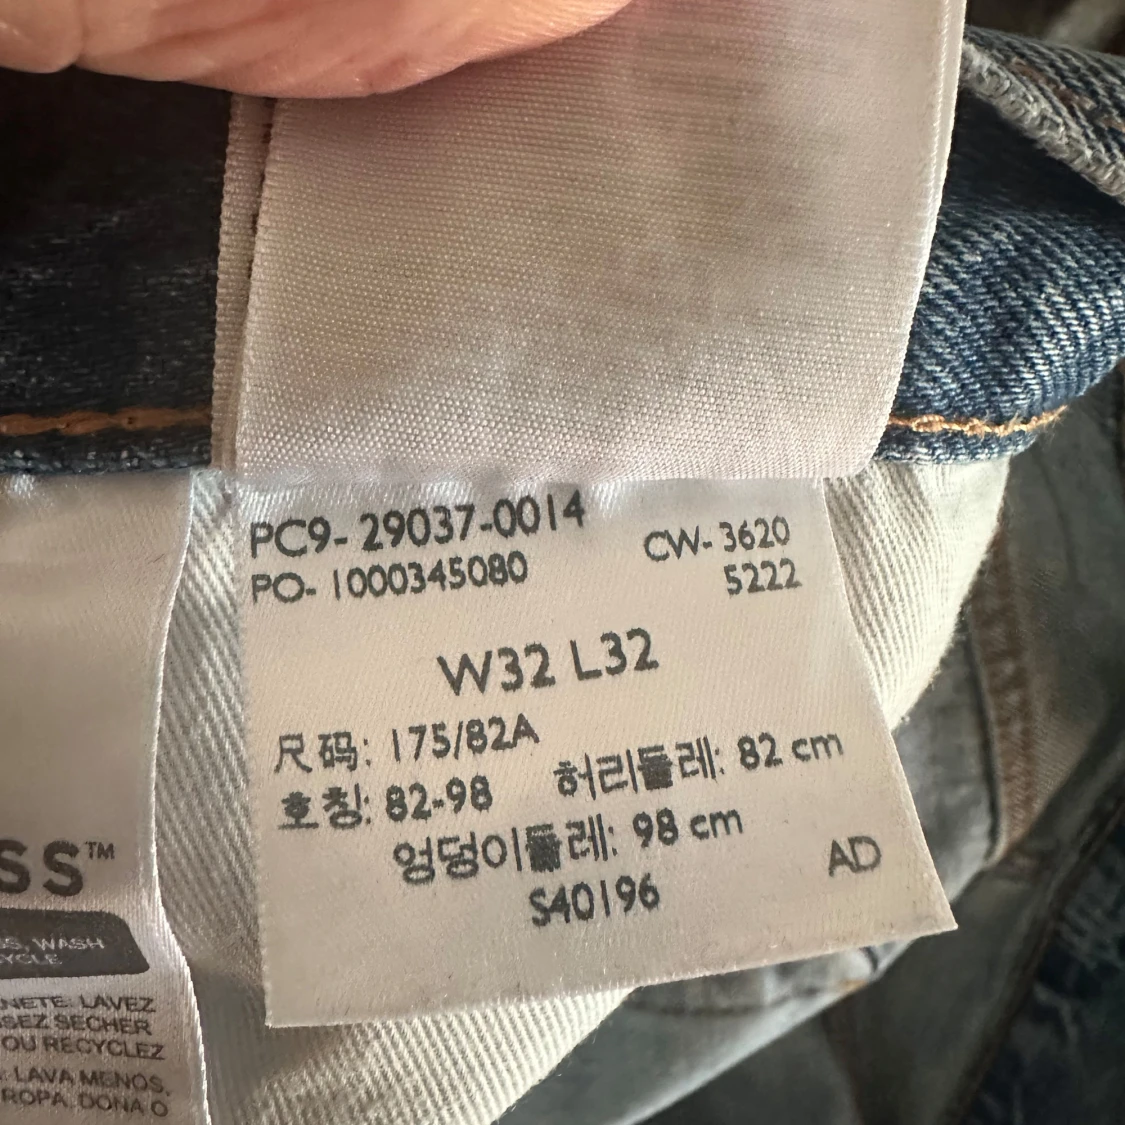 PC9- 29037-0014
CW- 3620
PO- 1000345080
5222
W32 L32
尺码: 175/82A
호칭: 82-98 허리둘레: 82 cm
엉덩이둘레: 98 cm
AD
S40196
SS™
WASH
NETE: LAVEZ
SEZ SECHER
OU RECYCLEZ
LAVA MENOS,
ROPA. DONA O